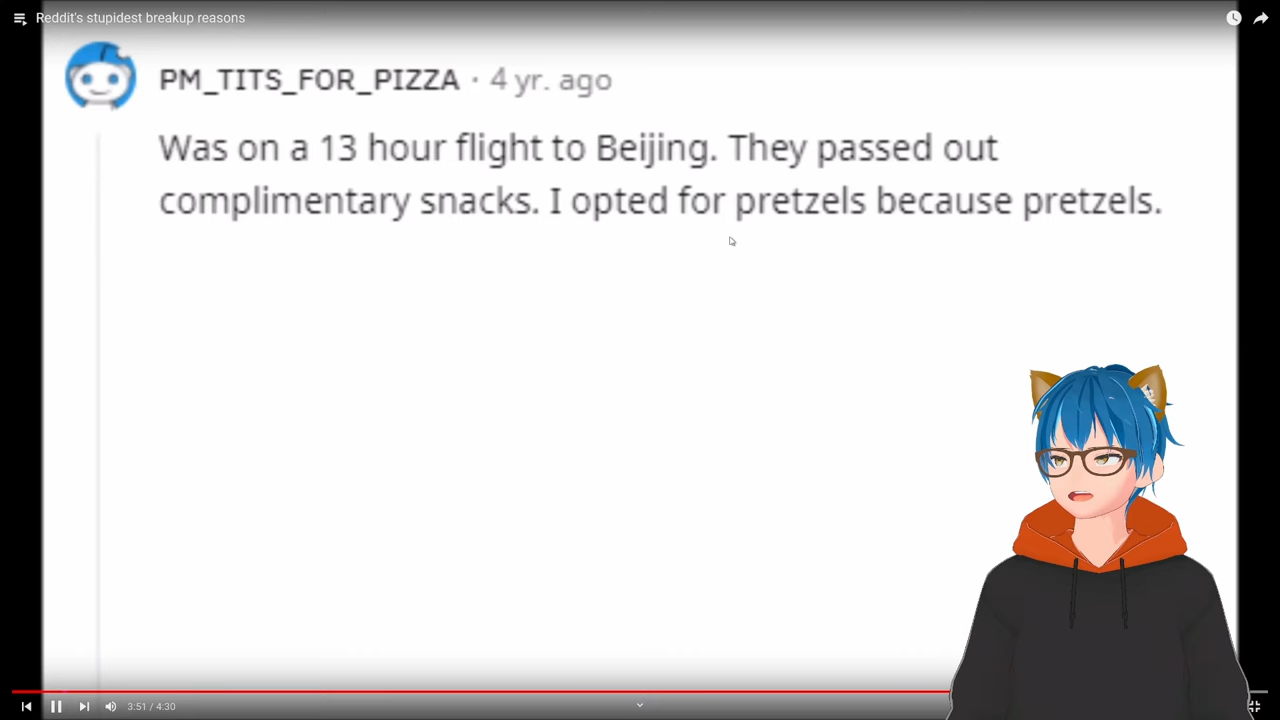 Reddit's stupidest breakup reasons
PM_TITS_FOR_PIZZA · 4 yr. ago
Was on a 13 hour flight to Beijing. They passed out
complimentary snacks. I opted for pretzels because pretzels.
3:51 / 4:30